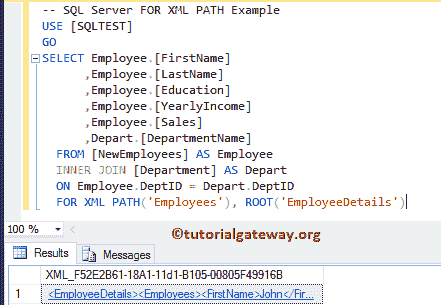 -- SQL Server FOR XML PATH Example
USE [SQLTEST]
GO
SELECT Employee.[FirstName]
,Employee.[LastName]
,Employee.[Education]
,Employee.[YearlyIncome]
,Employee.[Sales]
,Depart.[DepartmentName]
FROM [NewEmployees] AS Employee
INNER JOIN [Department] AS Depart
ON Employee.DeptID = Depart.DeptID
FOR XML PATH('Employees'), ROOT('EmployeeDetails')
100 %
©tutorialgateway.org
Results Messages
XML_F52E2B61-18A1-11d1-B105-00805F49916B
1 <EmployeeDetails><Employees><FirstName>John</Fir...